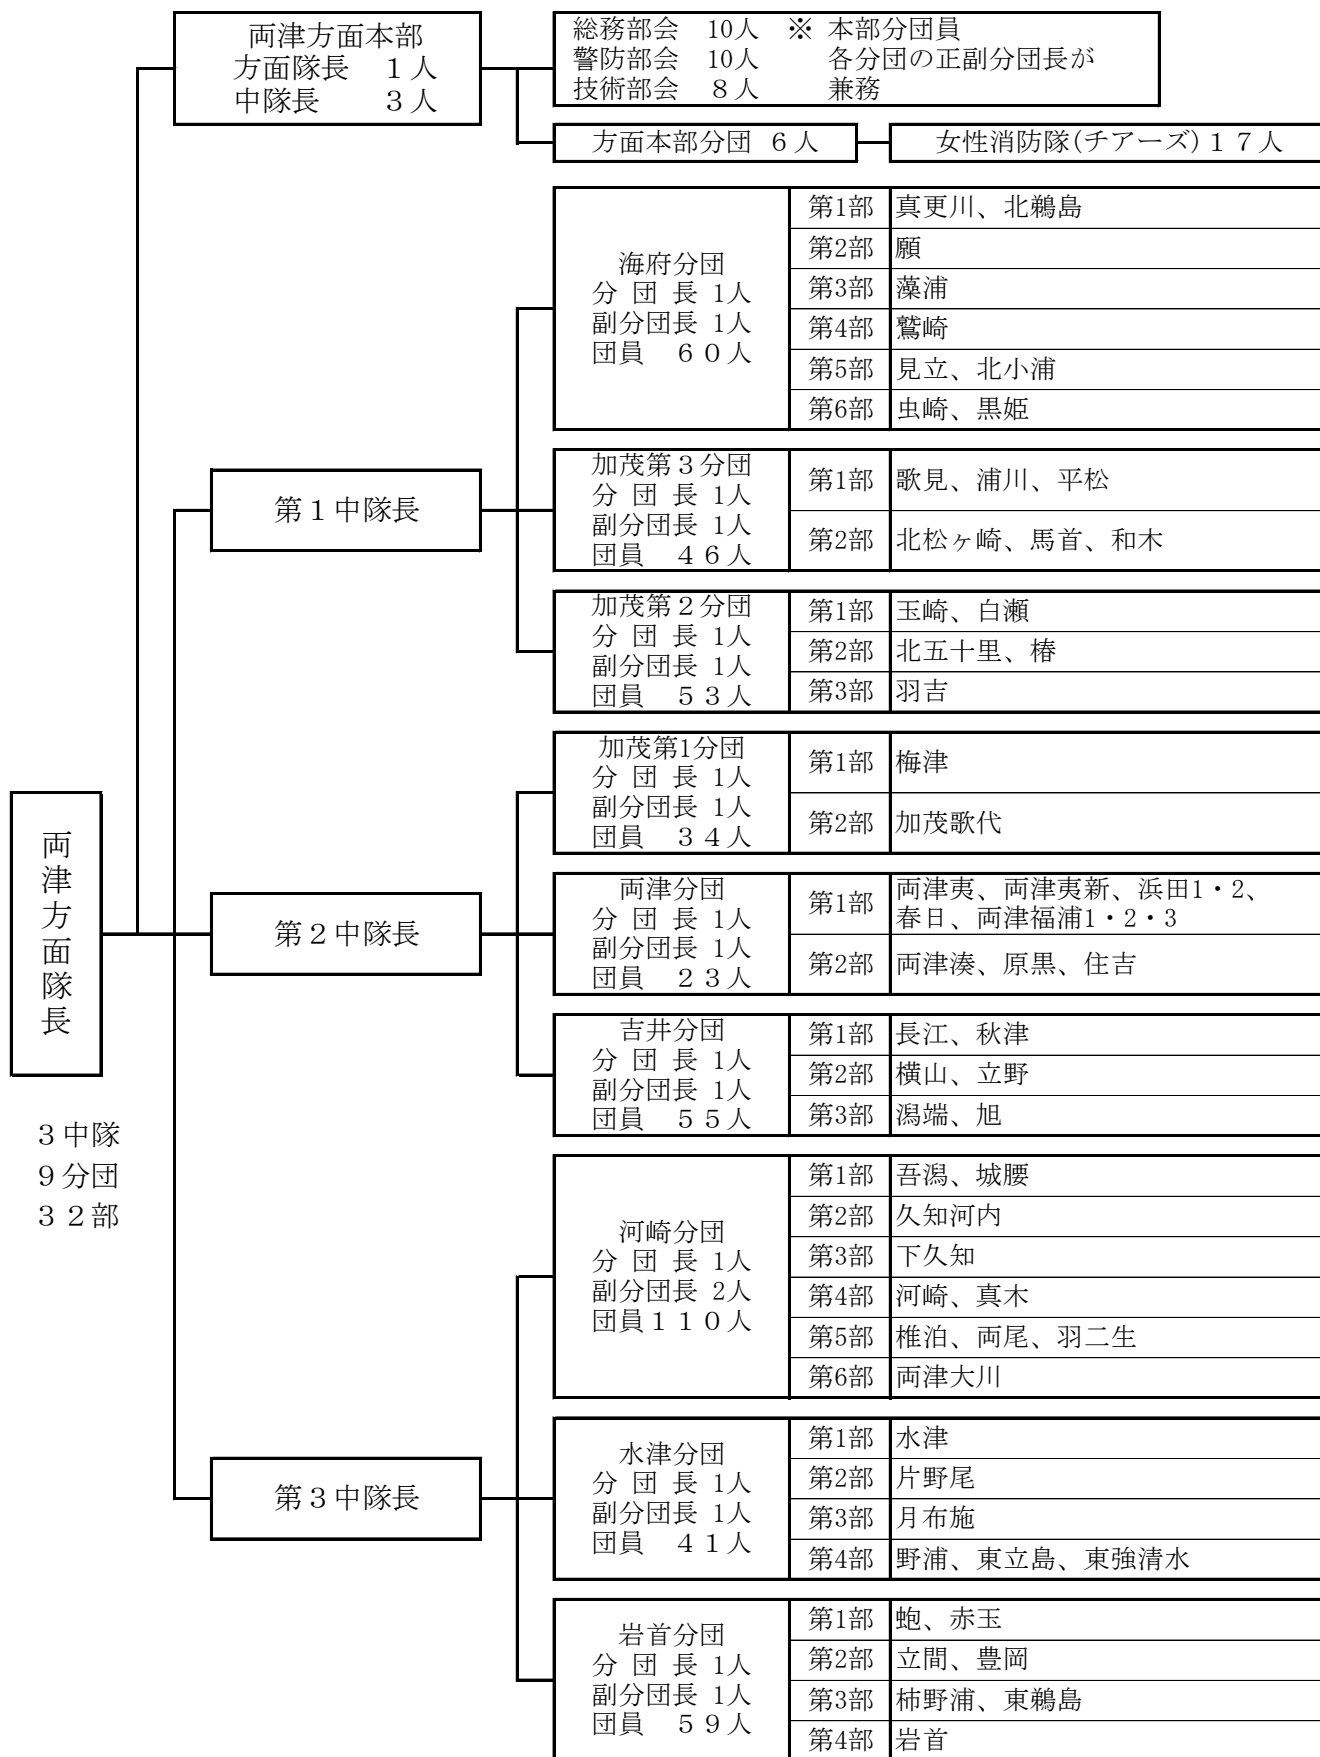 両津方面本部
方面隊長　１人
中隊長　　３人
総務部会　10人　※ 本部分団員
警防部会　10人　　 各分団の正副分団長が
技術部会　８人　　 兼務
方面本部分団 ６人
女性消防隊(チアーズ)１７人
海府分団
分 団 長 1人
副分団長 1人
団員　６０人
第1部 真更川、北鵜島
第2部 願
第3部 藻浦
第4部 鷲崎
第5部 見立、北小浦
第6部 虫崎、黒姫
第１中隊長
加茂第３分団
分 団 長 1人
副分団長 1人
団員　４６人
第1部 歌見、浦川、平松
第2部 北松ヶ崎、馬首、和木
加茂第２分団
分 団 長 1人
副分団長 1人
団員　５３人
第1部 玉崎、白瀬
第2部 北五十里、椿
第3部 羽吉
両津方面隊長
３中隊
９分団
３２部
第２中隊長
加茂第1分団
分 団 長 1人
副分団長 1人
団員　３４人
第1部 梅津
第2部 加茂歌代
両津分団
分 団 長 1人
副分団長 1人
団員　２３人
第1部 両津夷、両津夷新、浜田1・2、
春日、両津福浦1・2・3
第2部 両津湊、原黒、住吉
吉井分団
分 団 長 1人
副分団長 1人
団員　５５人
第1部 長江、秋津
第2部 横山、立野
第3部 潟端、旭
第３中隊長
河崎分団
分 団 長 1人
副分団長 2人
団員１１０人
第1部 吾潟、城腰
第2部 久知河内
第3部 下久知
第4部 河崎、真木
第5部 椎泊、両尾、羽二生
第6部 両津大川
水津分団
分 団 長 1人
副分団長 1人
団員　４１人
第1部 水津
第2部 片野尾
第3部 月布施
第4部 野浦、東立島、東強清水
岩首分団
分 団 長 1人
副分団長 1人
団員　５９人
第1部 蚫、赤玉
第2部 立間、豊岡
第3部 柿野浦、東鵜島
第4部 岩首